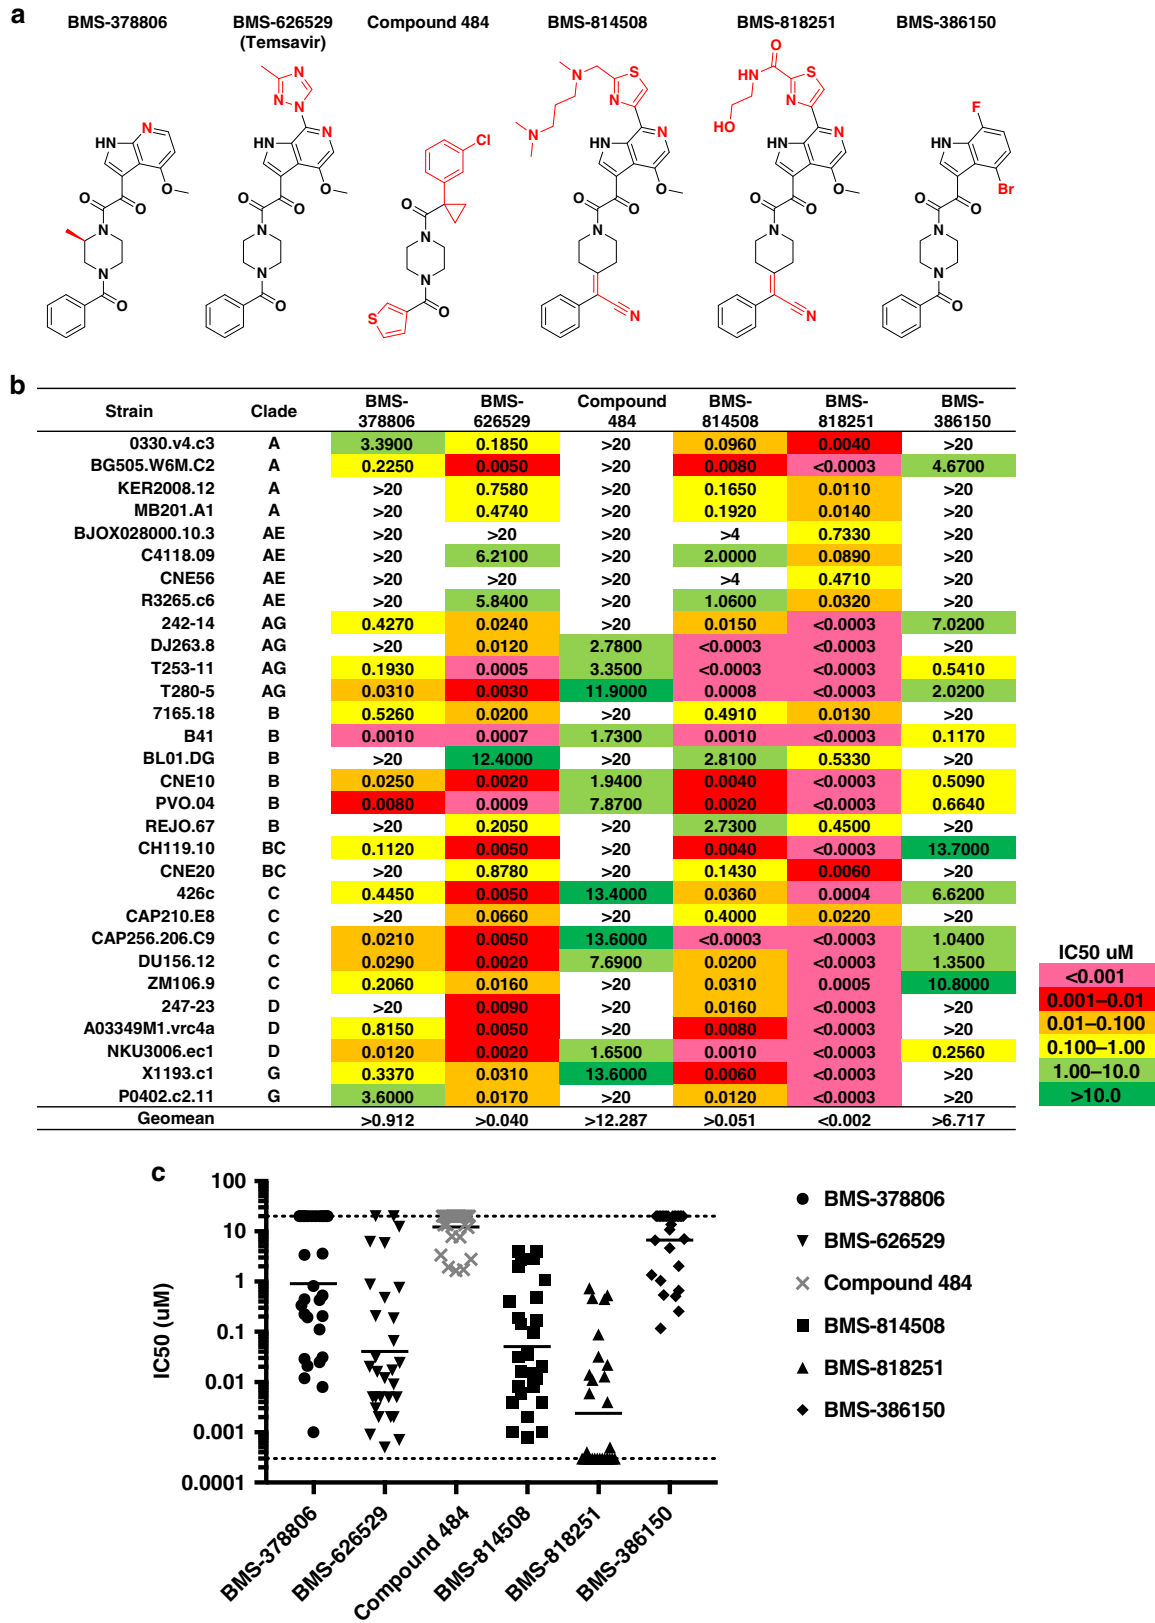 a
BMS-378806 BMS-626529 Compound 484 BMS-814508 BMS-818251 BMS-386150
(Temsavir)
b
Strain Clade BMS-378806 BMS-626529 Compound 484 BMS-814508 BMS-818251 BMS-386150
0330.v4.c3 A 3.3900 0.1850 >20 0.0960 0.0040 >20
BG505.W6M.C2 A 0.2250 0.0050 >20 0.0080 <0.0003 4.6700
KER2008.12 A >20 0.7580 >20 0.1650 0.0110 >20
MB201.A1 A >20 0.4740 >20 0.1920 0.0140 >20
BJOX028000.10.3 AE >20 >20 >20 >4 0.7330 >20
C4118.09 AE >20 6.2100 >20 2.0000 0.0890 >20
CNE56 AE >20 >20 >20 >4 0.4710 >20
R3265.c6 AE >20 5.8400 >20 1.0600 0.0320 >20
242-14 AG 0.4270 0.0240 >20 0.0150 <0.0003 7.0200
DJ263.8 AG >20 0.0120 2.7800 <0.0003 <0.0003 >20
T253-11 AG 0.1930 0.0005 3.3500 <0.0003 <0.0003 0.5410
T280-5 AG 0.0310 0.0030 11.9000 0.0008 <0.0003 2.0200
7165.18 B 0.5260 0.0200 >20 0.4910 0.0130 >20
B41 B 0.0010 0.0007 1.7300 0.0010 <0.0003 0.1170
BL01.DG B >20 12.4000 >20 2.8100 0.5330 >20
CNE10 B 0.0250 0.0020 1.9400 0.0040 <0.0003 0.5090
PVO.04 B 0.0080 0.0009 7.8700 0.0020 <0.0003 0.6640
REJO.67 B >20 0.2050 >20 2.7300 0.4500 >20
CH119.10 BC 0.1120 0.0050 >20 0.0040 <0.0003 13.7000
CNE20 BC >20 0.8780 >20 0.1430 0.0060 >20
426c C 0.4450 0.0050 13.4000 0.0360 0.0004 6.6200
CAP210.E8 C >20 0.0660 >20 0.4000 0.0220 >20
CAP256.206.C9 C 0.0210 0.0050 13.6000 <0.0003 <0.0003 1.0400
DU156.12 C 0.0290 0.0020 7.6900 0.0200 <0.0003 1.3500
ZM106.9 C 0.2060 0.0160 >20 0.0310 0.0005 10.8000
247-23 D >20 0.0090 >20 0.0160 <0.0003 >20
A03349M1.vrc4a D 0.8150 0.0050 >20 0.0080 <0.0003 >20
NKU3006.ec1 D 0.0120 0.0020 1.6500 0.0010 <0.0003 0.2560
X1193.c1 G 0.3370 0.0310 13.6000 0.0060 <0.0003 >20
P0402.c2.11 G 3.6000 0.0170 >20 0.0120 <0.0003 >20
Geomean >0.912 >0.040 >12.287 >0.051 <0.002 >6.717
IC50 uM
<0.001
0.001–0.01
0.01–0.100
0.100–1.00
1.00–10.0
>10.0
c
IC50 (uM)
100
10
1
0.1
0.01
0.001
0.0001
BMS-378806
BMS-626529
Compound 484
BMS-814508
BMS-818251
BMS-386150
BMS-378806
BMS-626529
Compound 484
BMS-814508
BMS-818251
BMS-386150